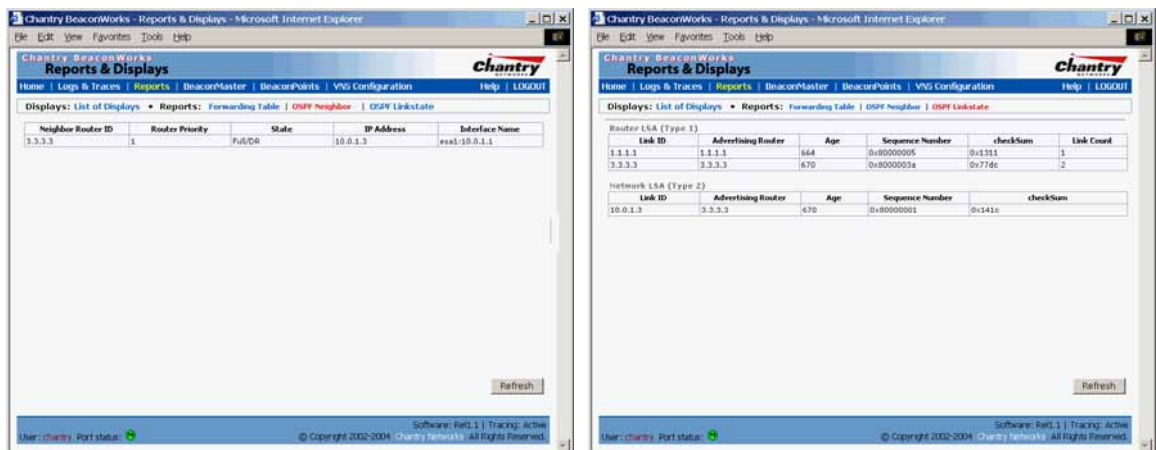 Chantry BeaconWorks - Reports & Displays - Microsoft Internet Explorer
File Edit View Favorites Tools Help
Chantry BeaconWorks
Reports & Displays
Chantry
NETWORKS
Home | Logs & Traces | Reports | BeaconMaster | BeaconPoints | VNS Configuration Help | LOGOUT
Displays: List of Displays • Reports: Forwarding Table | OSPF Neighbor | OSPF Linkstate
Neighbor Router ID Router Priority State IP Address Interface Name
3.3.3.3 1 Full/DR 10.0.1.3 esa1:10.0.1.1
Refresh
Software: Rel1.1 | Tracing: Active
User: chantry Port status: © Copyright 2002-2004 Chantry Networks All Rights Reserved.
Chantry BeaconWorks - Reports & Displays - Microsoft Internet Explorer
File Edit View Favorites Tools Help
Chantry BeaconWorks
Reports & Displays
Chantry
NETWORKS
Home | Logs & Traces | Reports | BeaconMaster | BeaconPoints | VNS Configuration Help | LOGOUT
Displays: List of Displays • Reports: Forwarding Table | OSPF Neighbor | OSPF Linkstate
Router LSA (Type 1)
Link ID Advertising Router Age Sequence Number checkSum Link Count
1.1.1.1 1.1.1.1 664 0x80000005 0x1311 1
3.3.3.3 3.3.3.3 670 0x8000003a 0x77dc 2
Network LSA (Type 2)
Link ID Advertising Router Age Sequence Number checkSum
10.0.1.3 3.3.3.3 670 0x80000001 0x141c
Refresh
Software: Rel1.1 | Tracing: Active
User: chantry Port status: © Copyright 2002-2004 Chantry Networks All Rights Reserved.